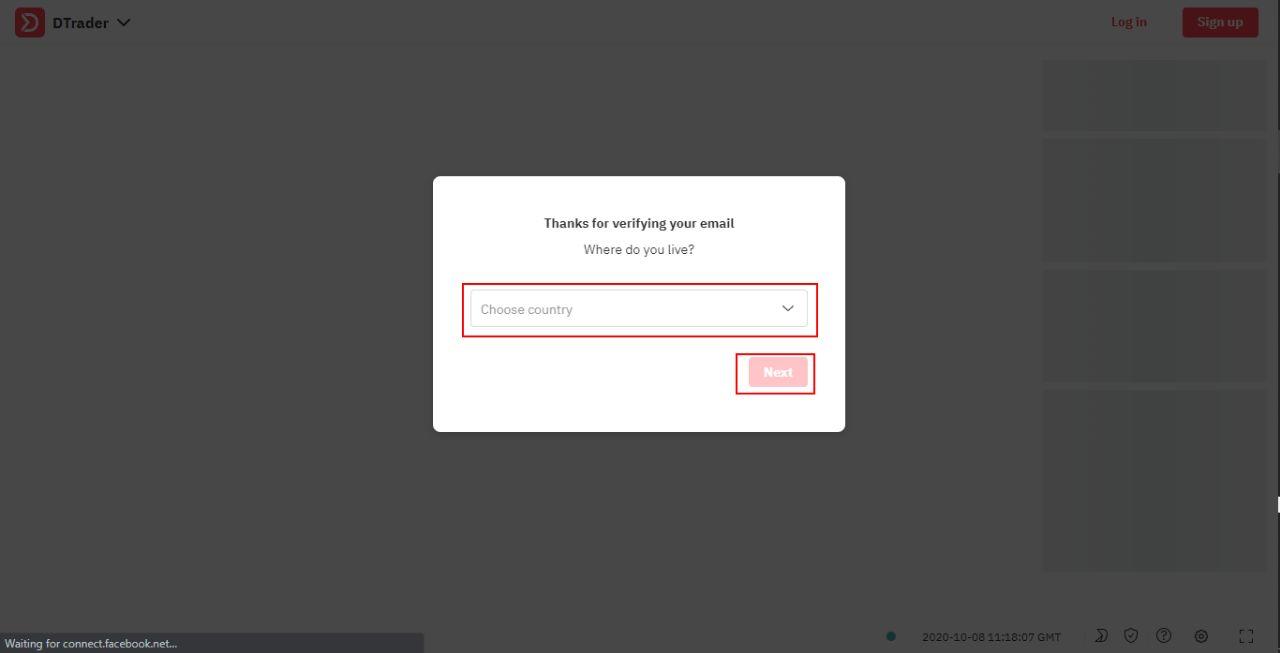 DTrader
Log in
Sign up
Thanks for verifying your email
Where do you live?
Choose country
Next
Waiting for connect.facebook.net...
2020-10-08 11:18:07 GMT